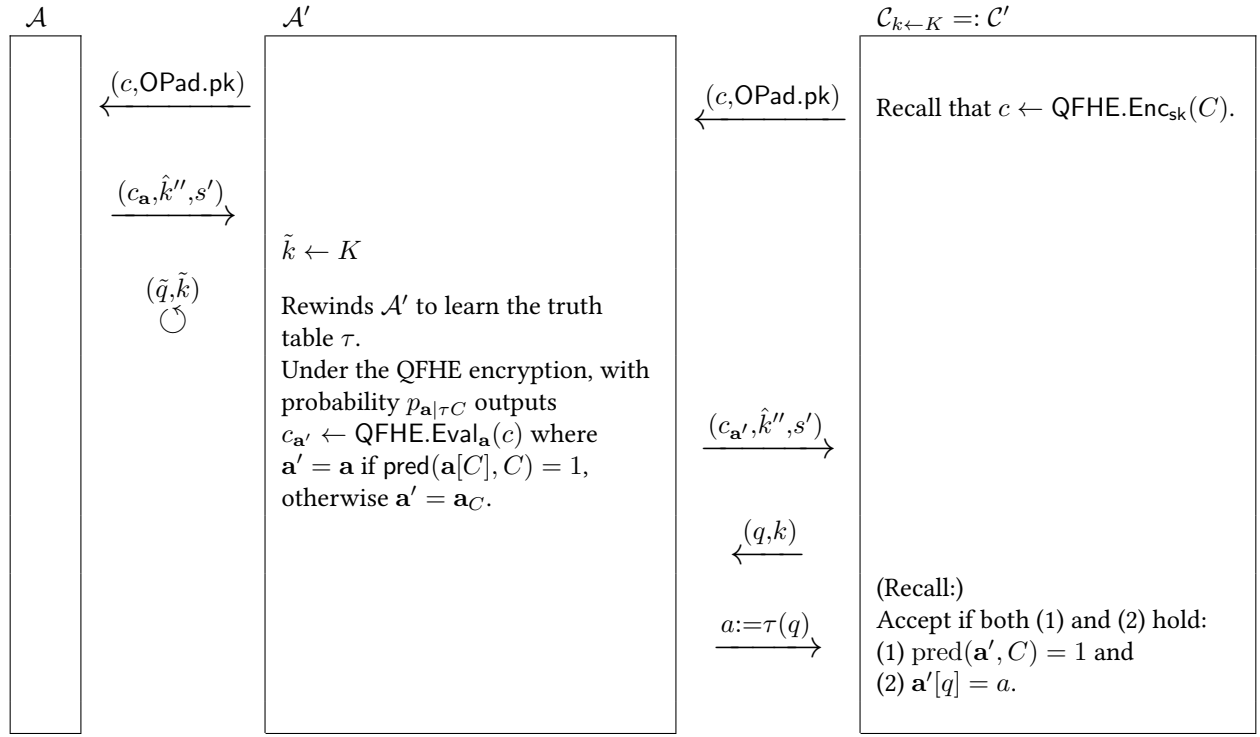 𝒜
𝒜′
𝒞ₖ←K =: 𝒞′
(c,OPad.pk)
(c,OPad.pk)
Recall that c ← QFHE.Enc_sk(C).
(c_𝐚,k̂′′,s′)
k̃ ← K
(q̃,k̃)
↺
Rewinds 𝒜′ to learn the truth
table τ.
Under the QFHE encryption, with
probability p_{𝐚|τC} outputs
c_{𝐚′} ← QFHE.Eval_𝐚(c) where
(c_{𝐚′},k̂′′,s′)
𝐚′ = 𝐚 if pred(𝐚[C], C) = 1,
otherwise 𝐚′ = 𝐚_C.
(q,k)
(Recall:)
Accept if both (1) and (2) hold:
a:=τ(q)
(1) pred(𝐚′, C) = 1 and
(2) 𝐚′[q] = a.